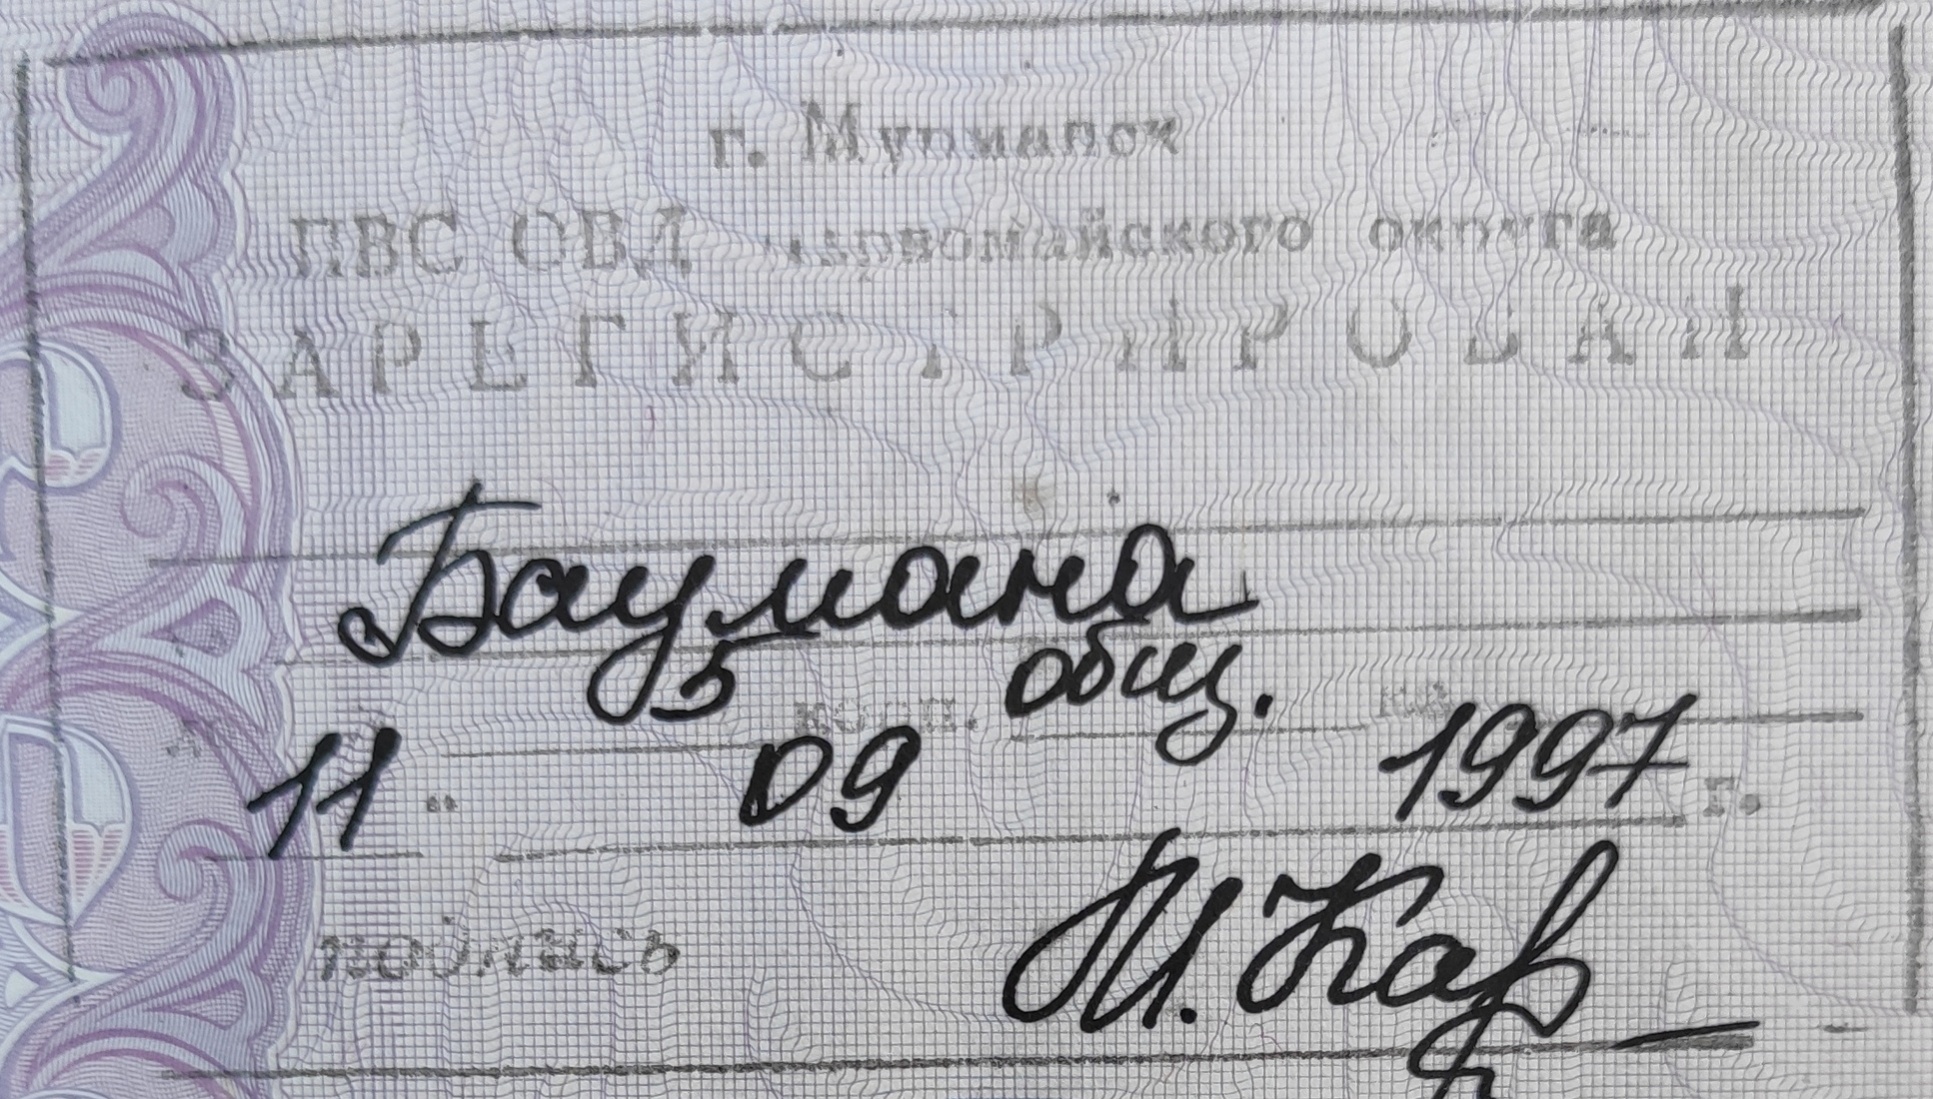 г. Мурманск
ПВС ОВД Первомайского округа
ЗАРЕГИСТРИРОВАН
Баумана
5 корп. общ. кв.
11 " 09 1997 г.
подпись И. Кар